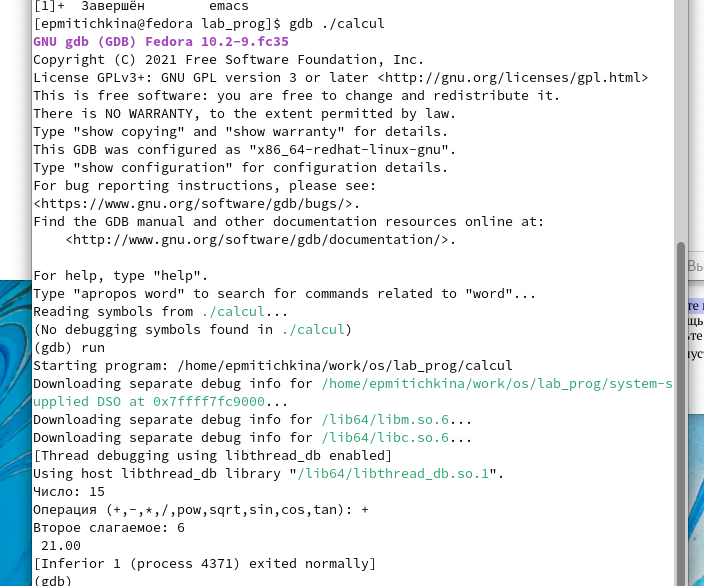 [1]+  Завершён        emacs
[epmitichkina@fedora lab_prog]$ gdb ./calcul
GNU gdb (GDB) Fedora 10.2-9.fc35
Copyright (C) 2021 Free Software Foundation, Inc.
License GPLv3+: GNU GPL version 3 or later <http://gnu.org/licenses/gpl.html>
This is free software: you are free to change and redistribute it.
There is NO WARRANTY, to the extent permitted by law.
Type "show copying" and "show warranty" for details.
This GDB was configured as "x86_64-redhat-linux-gnu".
Type "show configuration" for configuration details.
For bug reporting instructions, please see:
<https://www.gnu.org/software/gdb/bugs/>.
Find the GDB manual and other documentation resources online at:
    <http://www.gnu.org/software/gdb/documentation/>.
For help, type "help".
Type "apropos word" to search for commands related to "word"...
Reading symbols from ./calcul...
(No debugging symbols found in ./calcul)
(gdb) run
Starting program: /home/epmitichkina/work/os/lab_prog/calcul
Downloading separate debug info for /home/epmitichkina/work/os/lab_prog/system-s
upplied DSO at 0x7ffff7fc9000...
Downloading separate debug info for /lib64/libm.so.6...
Downloading separate debug info for /lib64/libc.so.6...
[Thread debugging using libthread_db enabled]
Using host libthread_db library "/lib64/libthread_db.so.1".
Число: 15
Операция (+,-,*,/,pow,sqrt,sin,cos,tan): +
Второе слагаемое: 6
 21.00
[Inferior 1 (process 4371) exited normally]
(gdb)